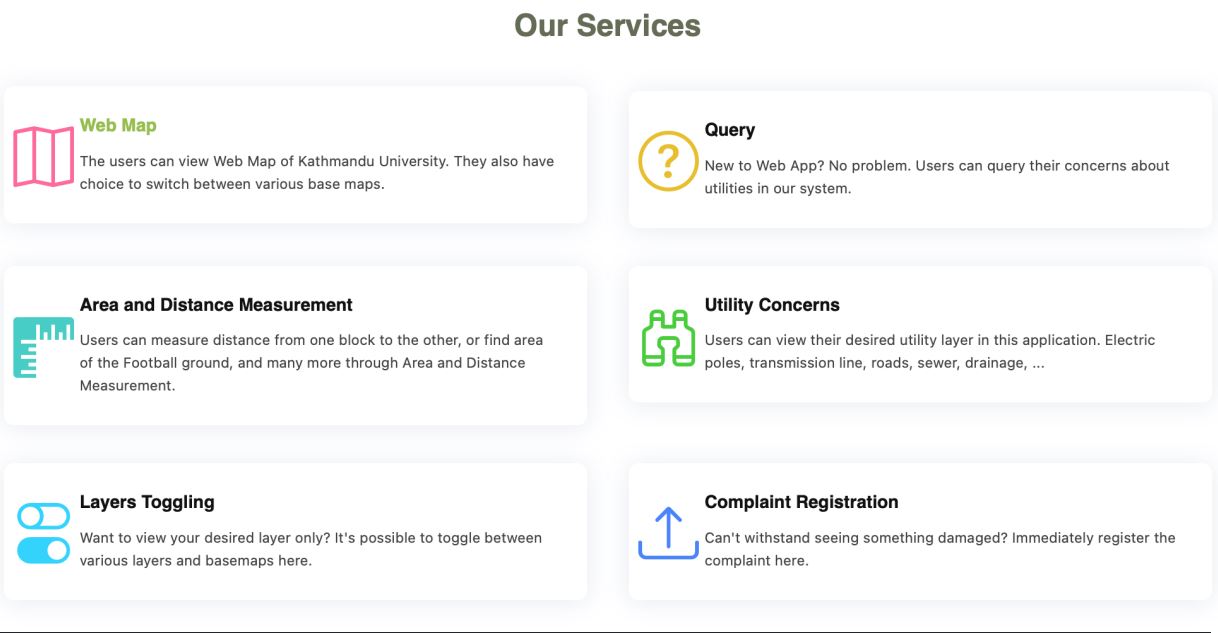 Our Services
Web Map
The users can view Web Map of Kathmandu University. They also have
choice to switch between various base maps.
Query
New to Web App? No problem. Users can query their concerns about
utilities in our system.
Area and Distance Measurement
Users can measure distance from one block to the other, or find area
of the Football ground, and many more through Area and Distance
Measurement.
Utility Concerns
Users can view their desired utility layer in this application. Electric
poles, transmission line, roads, sewer, drainage, ...
Layers Toggling
Want to view your desired layer only? It's possible to toggle between
various layers and basemaps here.
Complaint Registration
Can't withstand seeing something damaged? Immediately register the
complaint here.